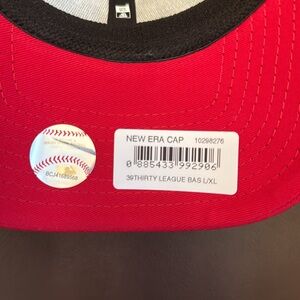 NEW ERA CAP 10298276
0 885433 992906
39THIRTY LEAGUE BAS L/XL